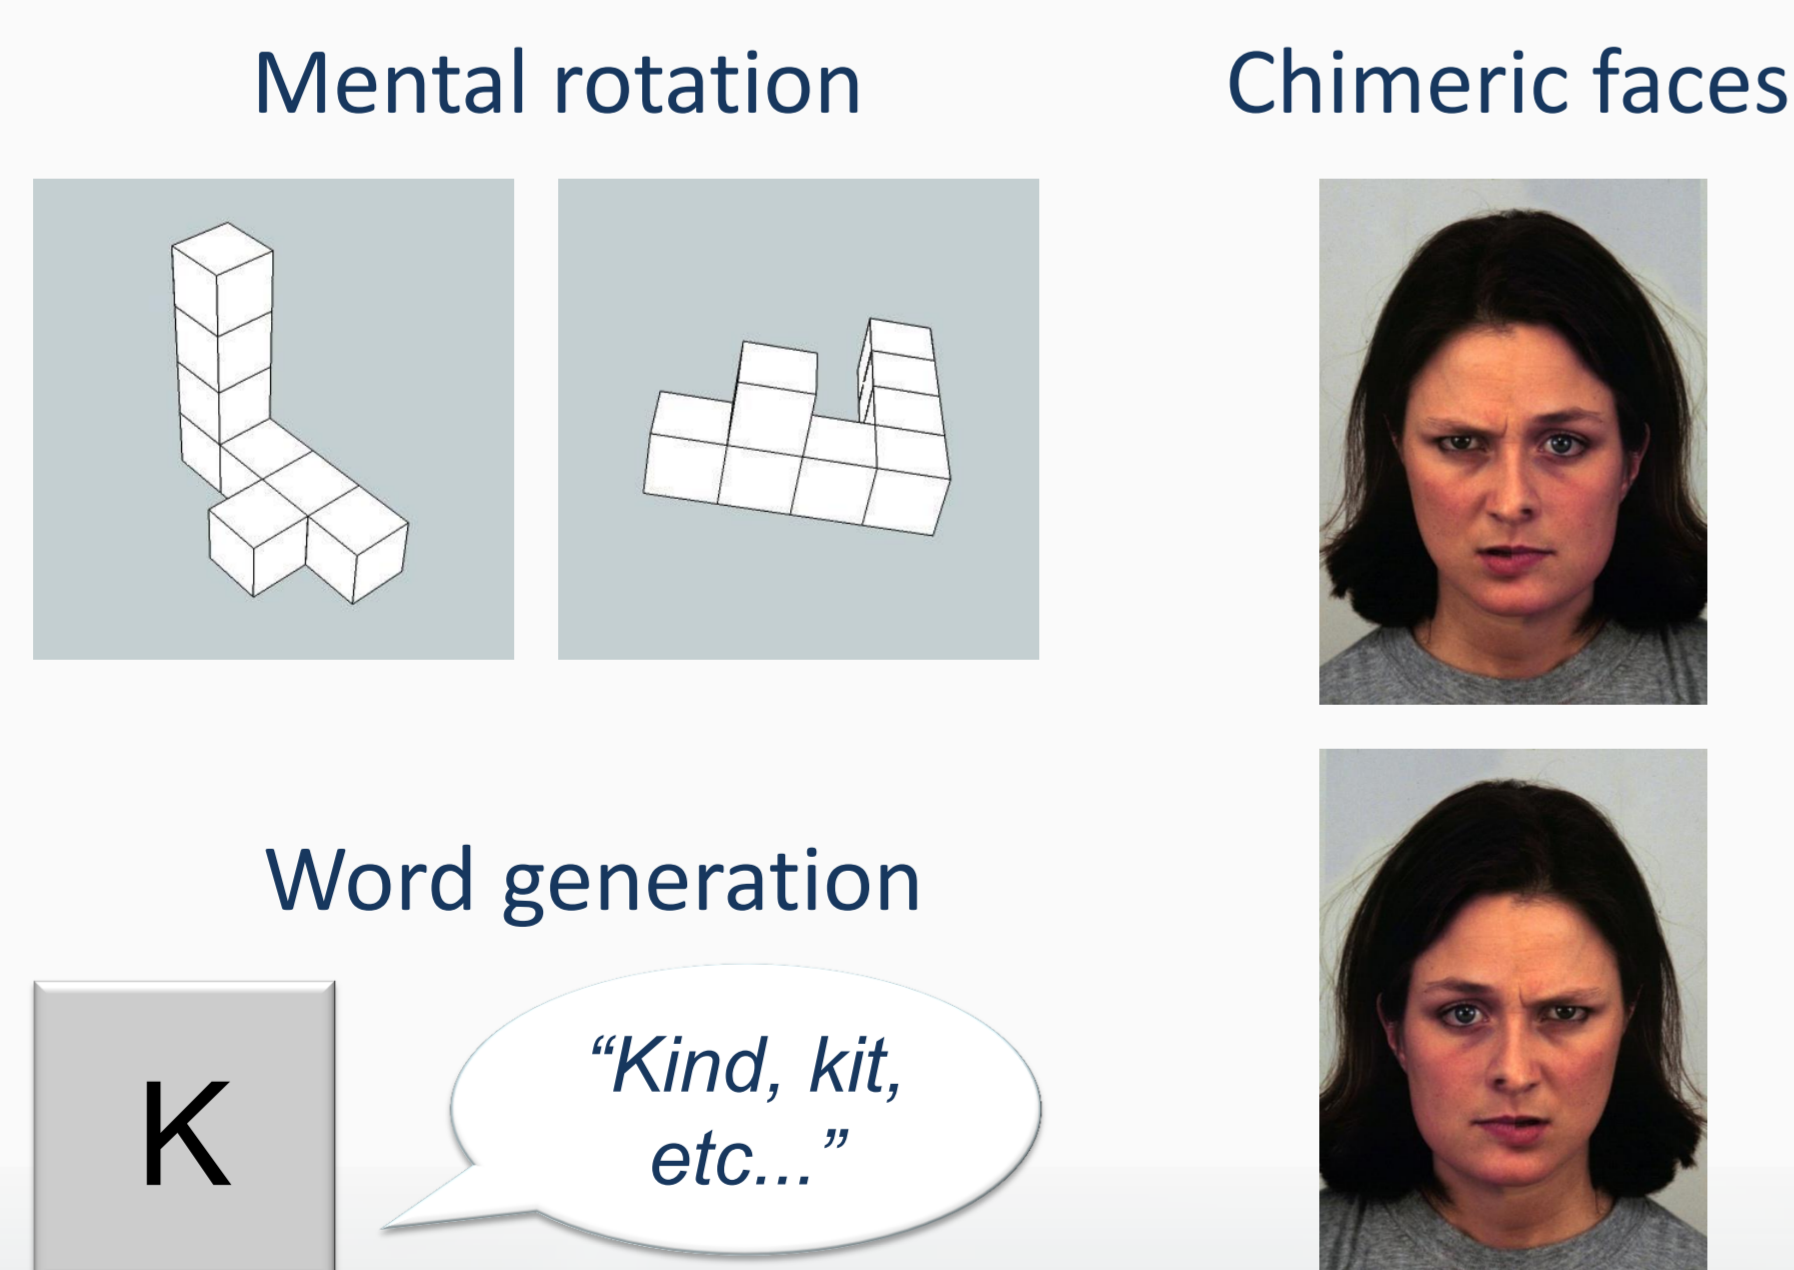 Mental rotation
Chimeric faces
Word generation
K
“Kind, kit,
etc...”